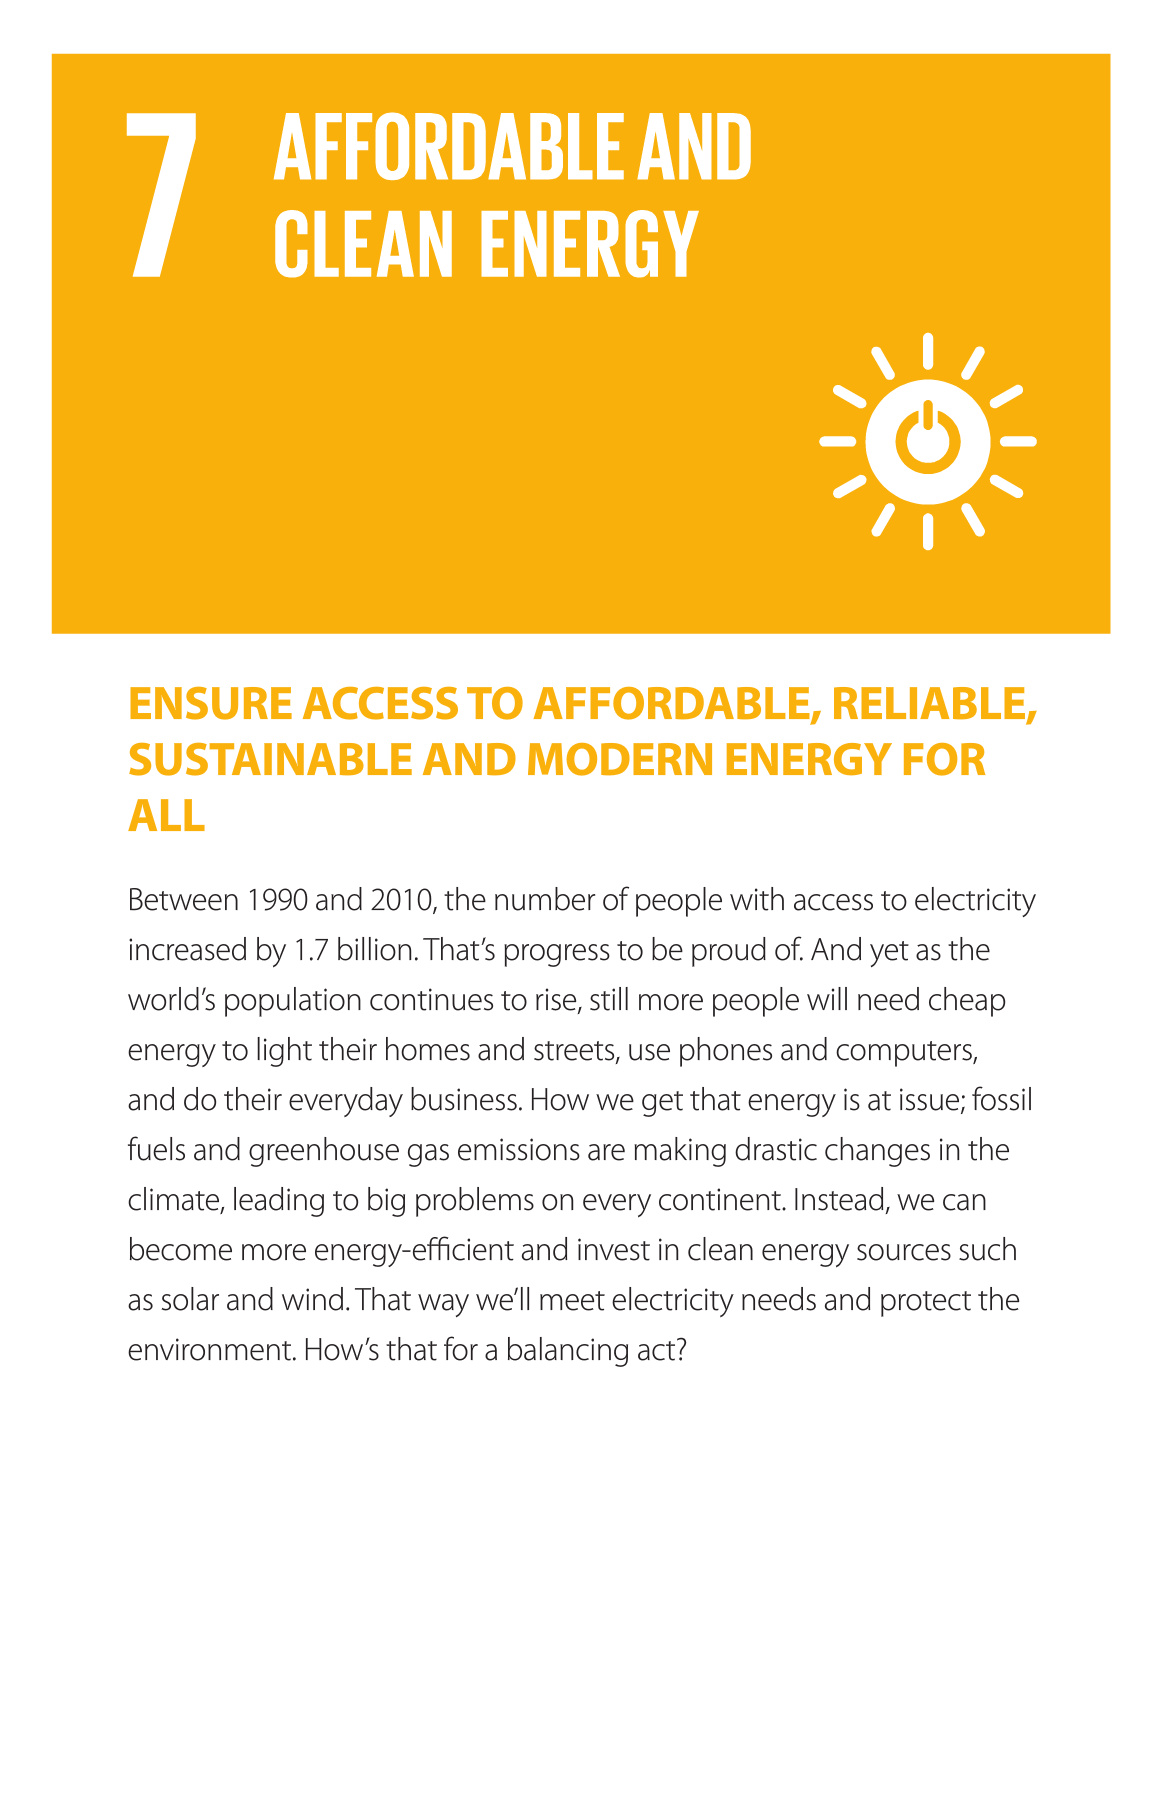 7
AFFORDABLE AND
CLEAN ENERGY
ENSURE ACCESS TO AFFORDABLE, RELIABLE,
SUSTAINABLE AND MODERN ENERGY FOR
ALL
Between 1990 and 2010, the number of people with access to electricity
increased by 1.7 billion. That’s progress to be proud of. And yet as the
world’s population continues to rise, still more people will need cheap
energy to light their homes and streets, use phones and computers,
and do their everyday business. How we get that energy is at issue; fossil
fuels and greenhouse gas emissions are making drastic changes in the
climate, leading to big problems on every continent. Instead, we can
become more energy-efficient and invest in clean energy sources such
as solar and wind. That way we’ll meet electricity needs and protect the
environment. How’s that for a balancing act?